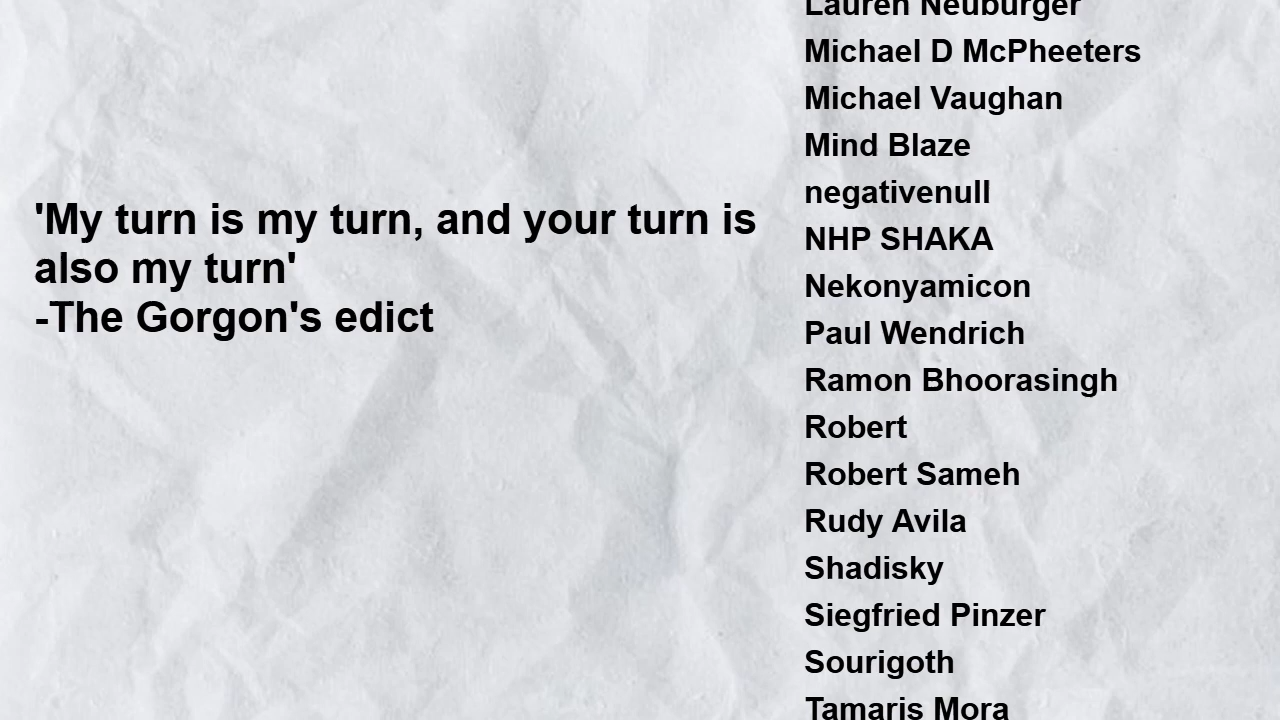 'My turn is my turn, and your turn is
also my turn'
-The Gorgon's edict
Lauren Neuburger
Michael D McPheeters
Michael Vaughan
Mind Blaze
negativenull
NHP SHAKA
Nekonyamicon
Paul Wendrich
Ramon Bhoorasingh
Robert
Robert Sameh
Rudy Avila
Shadisky
Siegfried Pinzer
Sourigoth
Tamaris Mora